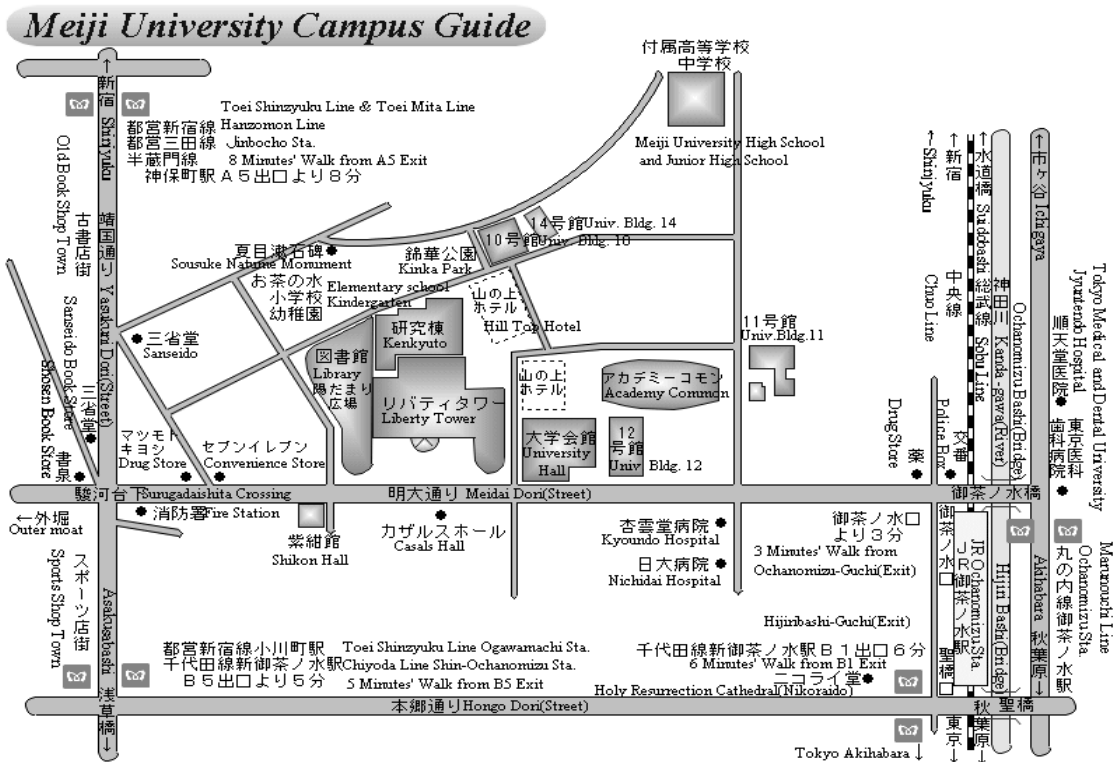 Meiji University Campus Guide
付属高等学校
中学校
Meiji University High School
and Junior High School
←新宿
Shinjyuku
Toei Shinzyuku Line & Toei Mita Line
都営新宿線 Hanzomon Line
都営三田線 Jinbocho Sta.
半蔵門線 8 Minutes' Walk from A5 Exit
神保町駅A5出口より8分
Old Book Shop Town
古書店街
靖国通り Yasukuni Dori(Street)
Sanseido Book Store
三省堂
Shosen Book Store
書泉
夏目漱石碑
Sousuke Natume Monument
錦華公園
Kinka Park
14号館Univ. Bldg. 14
10号館Univ. Bldg. 10
お茶の水
小学校
幼稚園
Elementary school
Kindergarten
山の上
ホテル
Hill Top Hotel
三省堂
Sanseido
研究棟
Kenkyuto
図書館
Library
陽だまり
広場
リバティタワー
Liberty Tower
山の上
ホテル
アカデミーコモン
Academy Common
11号館
Univ.Bldg.11
大学会館
University
Hall
12
号館
Univ. Bldg. 12
マツモト
キヨシ
Drug Store
セブンイレブン
Convenience Store
駿河台下Surugadaishita Crossing
明大通り Meidai Dori(Street)
御茶ノ水橋
←外堀
Outer moat
消防署Fire Station
紫紺館
Shikon Hall
カザルスホール
Casals Hall
杏雲堂病院
Kyoundo Hospital
日大病院
Nichidai Hospital
御茶ノ水口
より3分
3 Minutes' Walk from
Ochanomizu-Guchi(Exit)
Hijiribashi-Guchi(Exit)
スポーツ店街
Sports Shop Town
Asakusabashi 浅草橋→
都営新宿線小川町駅 Toei Shinzyuku Line Ogawamachi Sta.
千代田線新御茶ノ水駅Chiyoda Line Shin-Ochanomizu Sta.
B5出口より5分 5 Minutes' Walk from B5 Exit
千代田線新御茶ノ水駅B1出口6分
6 Minutes' Walk from B1 Exit
ニコライ堂
Holy Resurrection Cathedral(Nikoraido)
本郷通りHongo Dori(Street)
聖橋
Tokyo Akihabara↓
←Shinjyuku
←新宿
Chuo Line
中央線
←水道橋 Suidobashi 総武線 Sobu Line
神田川 Kanda-gawa(River)
Ochanomizu Bashi(Bridge)
←市ヶ谷 Ichigaya
Drug Store
薬
Police Box
交番
御茶ノ水口
JR Ochanomizu Sta.
JR御茶ノ水駅
聖橋口
Hijiri Bashi(Bridge)
Akihabara 秋葉原→
東京→
秋葉原→
Tokyo Medical and Dental University
Jyuntendo Hospital
順天堂医院
東京医科
歯科病院
Marunouchi Line
Ochanomizu Sta.
丸の内線御茶ノ水駅